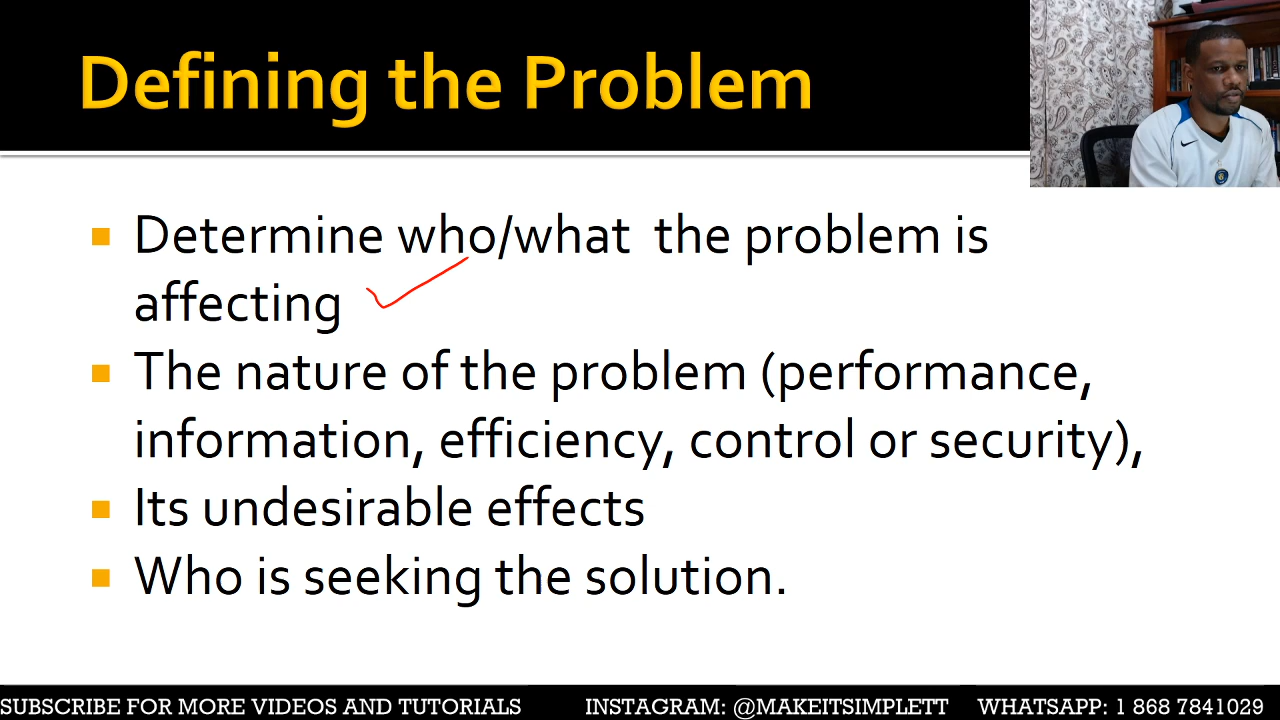 Defining the Problem
Determine who/what the problem is
affecting
The nature of the problem (performance,
information, efficiency, control or security),
Its undesirable effects
Who is seeking the solution.
SUBSCRIBE FOR MORE VIDEOS AND TUTORIALS INSTAGRAM: @MAKEITSIMPLETT WHATSAPP: 1 868 7841029